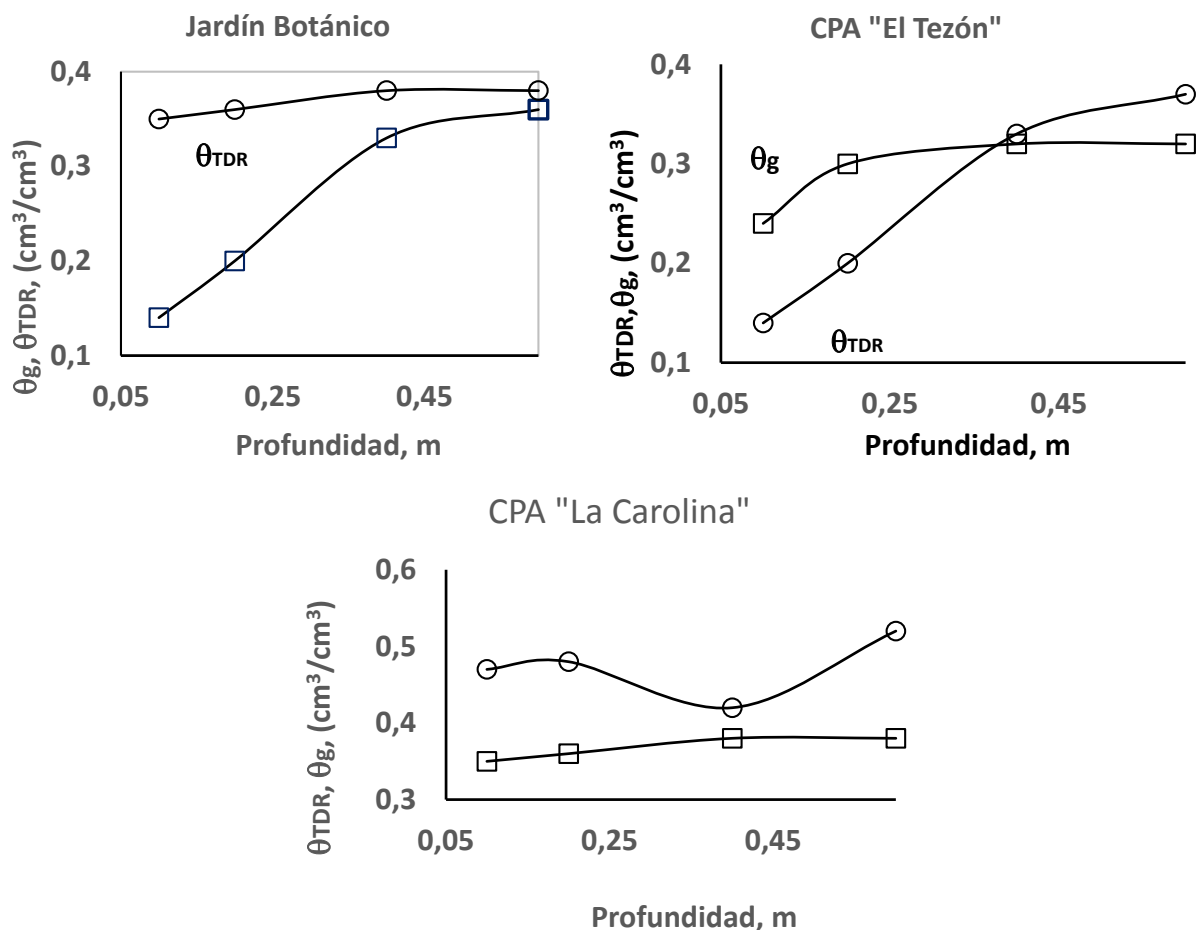 Jardín Botánico
θg, θTDR, (cm³/cm³)
0,4
0,3
0,2
0,1
θTDR
0,05 0,25 0,45
Profundidad, m
CPA "El Tezón"
θTDR,θg, (cm³/cm³)
0,4
0,3
0,2
0,1
θg
θTDR
0,05 0,25 0,45
Profundidad, m
CPA "La Carolina"
θTDR, θg, (cm³/cm³)
0,6
0,5
0,4
0,3
0,05 0,25 0,45
Profundidad, m